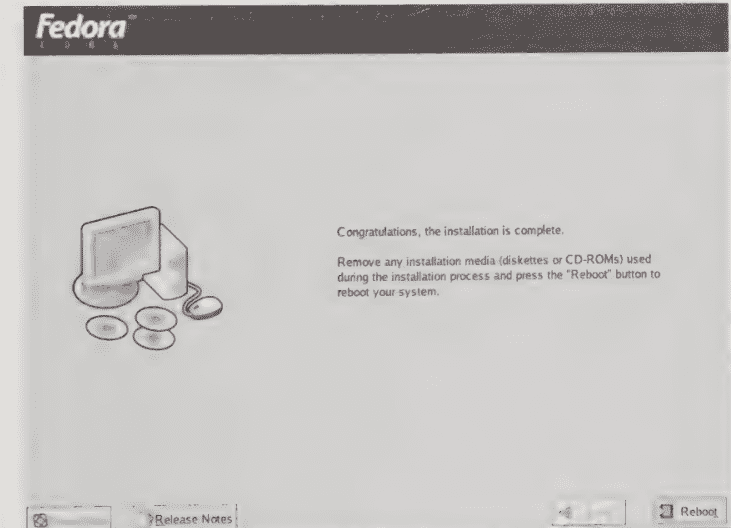 Fedora
CORE
Congratulations, the installation is complete.
Remove any installation media (diskettes or CD-ROMs) used
during the installation process and press the "Reboot" button to
reboot your system.
Release Notes
Reboot